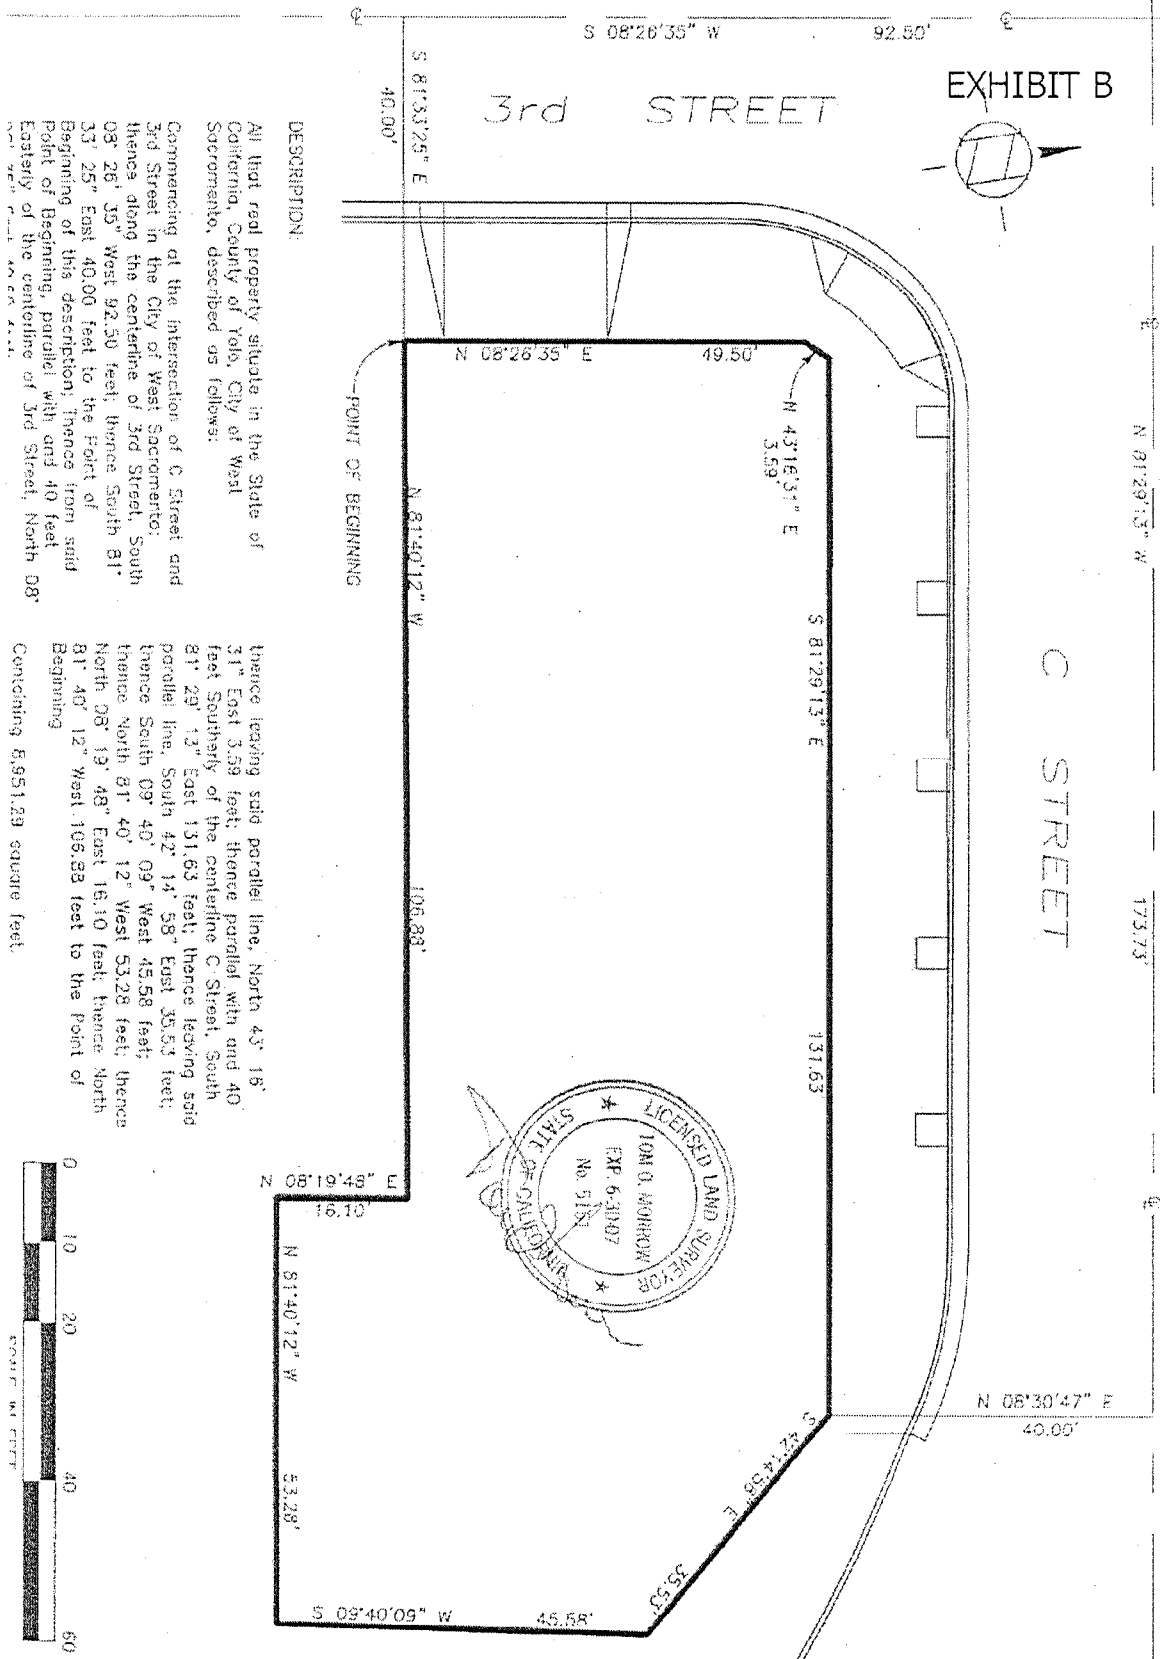 EXHIBIT B
S 08°26'35" W 92.50'
3rd STREET
S 81°33'25" E
40.00'
N 81°29'13" W 173.73'
C STREET
N 08°26'35" E 49.50'
N 43°16'31" E
3.59'
POINT OF BEGINNING
S 81°29'13" E 131.63'
N 81°40'12" W 106.88'
N 08°19'48" E
16.10'
N 81°40'12" W 53.28'
S 09°40'09" W 45.58'
S 42°14'58" E 35.53'
N 08°30'47" E
40.00'
LICENSED LAND SURVEYOR
TOM O. MORROW
EXP. 6-30-07
No.
STATE OF CALIFORNIA
DESCRIPTION:
All that real property situate in the State of
California, County of Yolo, City of West
Sacramento, described as follows:
Commencing at the intersection of C Street and
3rd Street in the City of West Sacramento;
thence along the centerline of 3rd Street, South
08° 26' 35" West 92.50 feet; thence South 81°
33' 25" East 40.00 feet to the Point of
Beginning of this description; Thence from said
Point of Beginning, parallel with and 40 feet
Easterly of the centerline of 3rd Street, North 08°
thence leaving said parallel line, North 43° 16'
31" East 3.59 feet; thence parallel with and 40
feet Southerly of the centerline C Street, South
81° 29' 13" East 131.63 feet; thence leaving said
parallel line, South 42° 14' 58" East 35.53 feet;
thence South 09° 40' 09" West 45.58 feet;
thence North 81° 40' 12" West 53.28 feet; thence
North 08° 19' 48" East 16.10 feet; thence North
81° 40' 12" West 106.88 feet to the Point of
Beginning
Containing 8,951.29 square feet.
0 10 20 40 60